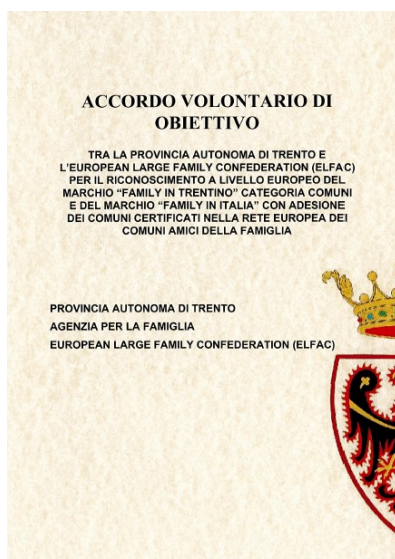 ACCORDO VOLONTARIO DI
OBIETTIVO
TRA LA PROVINCIA AUTONOMA DI TRENTO E
L'EUROPEAN LARGE FAMILY CONFEDERATION (ELFAC)
PER IL RICONOSCIMENTO A LIVELLO EUROPEO DEL
MARCHIO "FAMILY IN TRENTINO" CATEGORIA COMUNI
E DEL MARCHIO "FAMILY IN ITALIA" CON ADESIONE
DEI COMUNI CERTIFICATI NELLA RETE EUROPEA DEI
COMUNI AMICI DELLA FAMIGLIA
PROVINCIA AUTONOMA DI TRENTO
AGENZIA PER LA FAMIGLIA
EUROPEAN LARGE FAMILY CONFEDERATION (ELFAC)